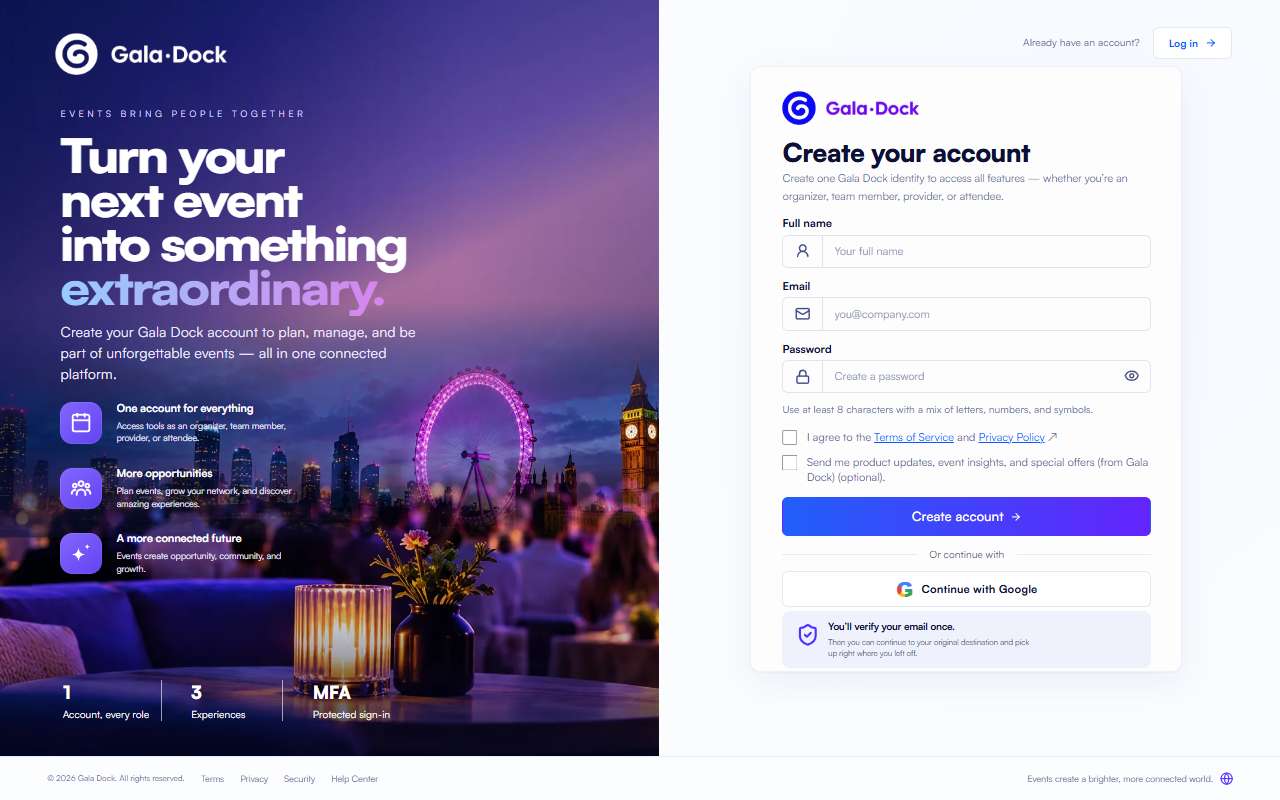 Gala·Dock
EVENTS BRING PEOPLE TOGETHER
Turn your
next event
into something
extraordinary.
Create your Gala Dock account to plan, manage, and be
part of unforgettable events — all in one connected
platform.
One account for everything
Access tools as an organizer, team member,
provider, or attendee.
More opportunities
Plan events, grow your network, and discover
amazing experiences.
A more connected future
Events create opportunity, community, and
growth.
1
Account, every role
3
Experiences
MFA
Protected sign-in
Already have an account?
Log in →
Gala·Dock
Create your account
Create one Gala Dock identity to access all features — whether you're an
organizer, team member, provider, or attendee.
Full name
Your full name
Email
you@company.com
Password
Create a password
Use at least 8 characters with a mix of letters, numbers, and symbols.
I agree to the Terms of Service and Privacy Policy ↗
Send me product updates, event insights, and special offers (from Gala
Dock) (optional).
Create account →
Or continue with
Continue with Google
You'll verify your email once.
Then you can continue to your original destination and pick
up right where you left off.
© 2026 Gala Dock. All rights reserved. Terms Privacy Security Help Center
Events create a brighter, more connected world.